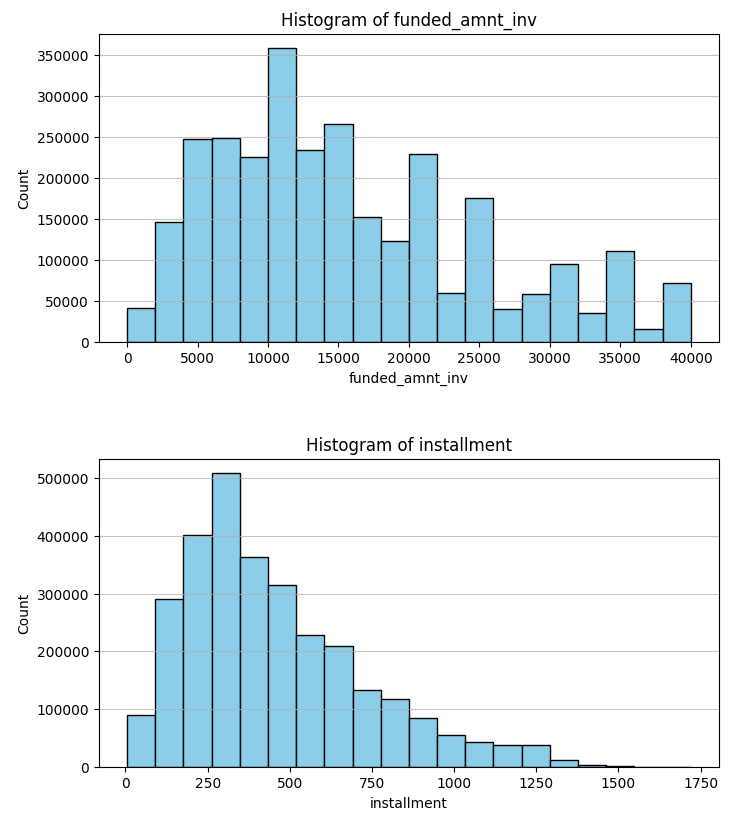 Histogram of funded_amnt_inv
350000
300000
250000
200000
150000
100000
50000
0
Count
0 5000 10000 15000 20000 25000 30000 35000 40000
funded_amnt_inv
Histogram of installment
500000
400000
300000
200000
100000
0
Count
0 250 500 750 1000 1250 1500 1750
installment